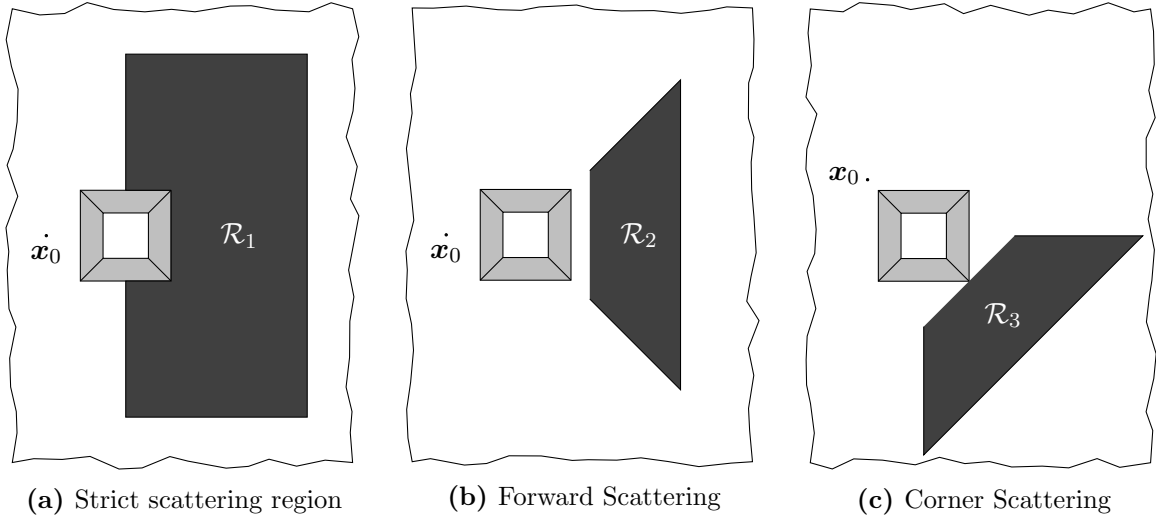 x₀ R₁
x₀ R₂
x₀ R₃
(a) Strict scattering region
(b) Forward Scattering
(c) Corner Scattering